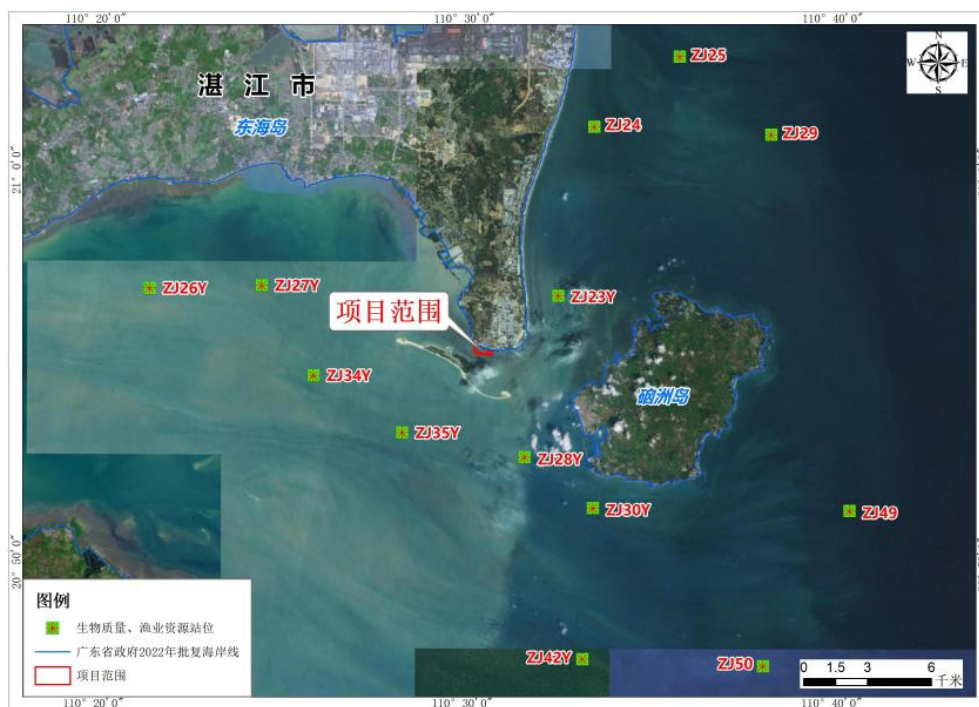 110° 20′0″
110° 30′0″
110° 40′0″
N
W E
S
湛 江 市
东海岛
ZJ25
ZJ24
ZJ29
21° 0′0″
ZJ26Y
ZJ27Y
ZJ23Y
项目范围
ZJ34Y
硇洲岛
ZJ35Y
ZJ28Y
ZJ30Y
ZJ49
20° 50′0″
图例
生物质量、渔业资源站位
广东省政府2022年批复海岸线
项目范围
ZJ42Y
ZJ50
0 1.5 3 6
千米
110° 20′0″
110° 30′0″
110° 40′0″